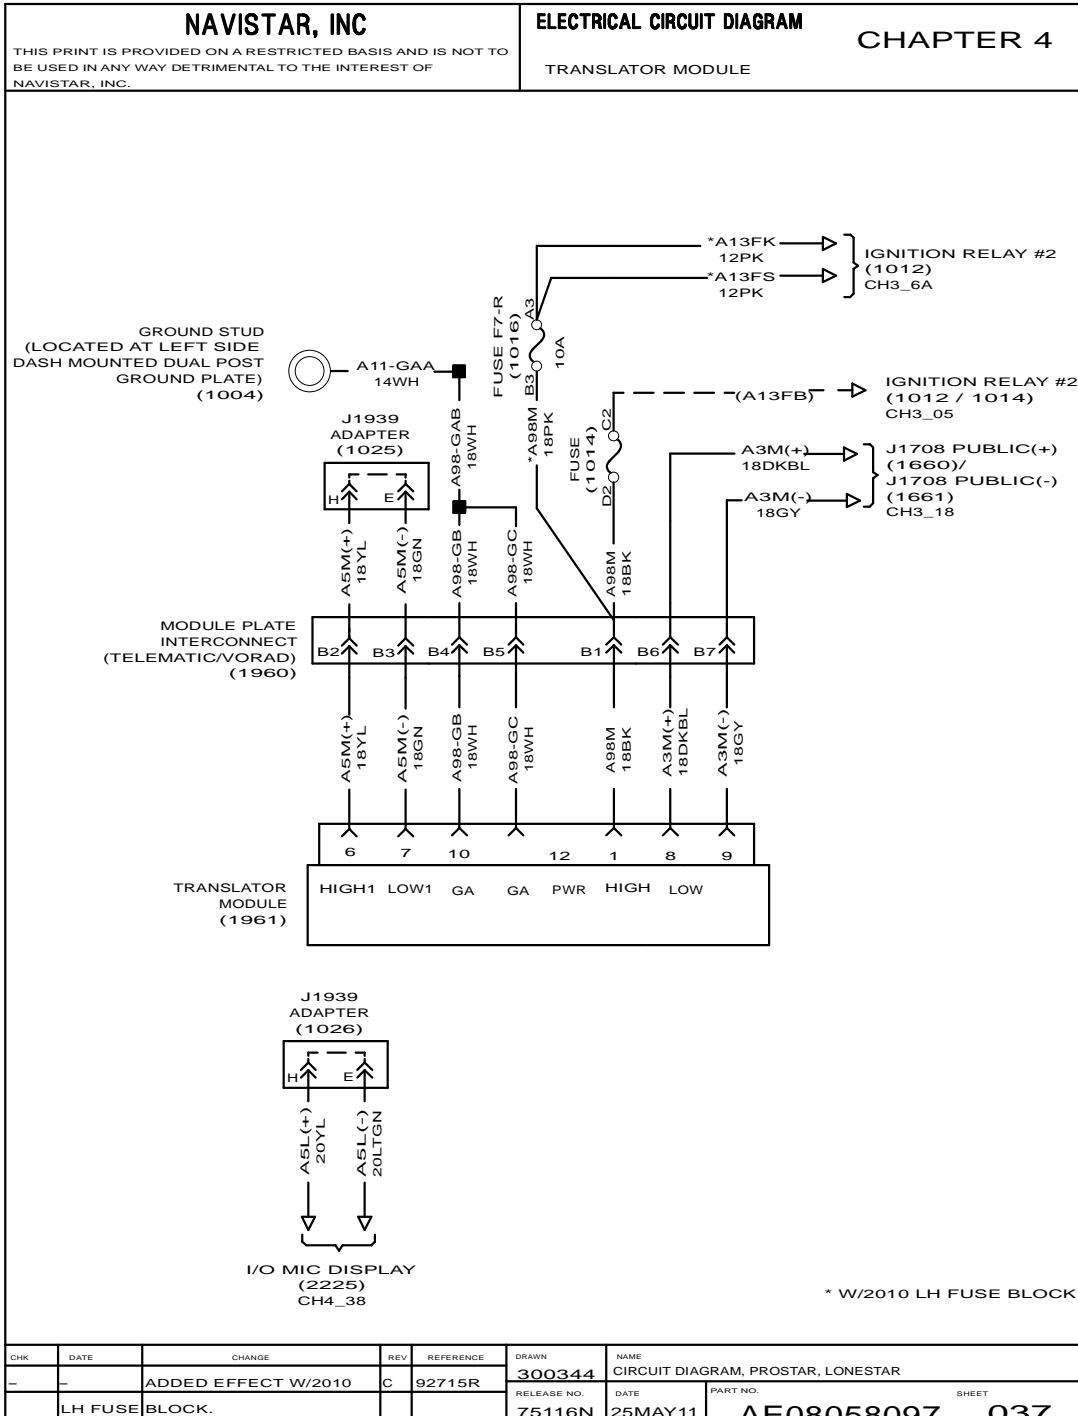 NAVISTAR, INC
THIS PRINT IS PROVIDED ON A RESTRICTED BASIS AND IS NOT TO
BE USED IN ANY WAY DETRIMENTAL TO THE INTEREST OF
NAVISTAR, INC.
ELECTRICAL CIRCUIT DIAGRAM
TRANSLATOR MODULE
CHAPTER 4
*A13FK
12PK
*A13FS
12PK
IGNITION RELAY #2
(1012)
CH3_6A
FUSE F7-R
(1016)
A3
B3
10A
GROUND STUD
(LOCATED AT LEFT SIDE
DASH MOUNTED DUAL POST
GROUND PLATE)
(1004)
A11-GAA
14WH
(A13FB)
IGNITION RELAY #2
(1012 / 1014)
CH3_05
J1939
ADAPTER
(1025)
H
E
A98-GAB
18WH
*A98M
18PK
FUSE
(1014)
C2
D2
A3M(+)
18DKBL
A3M(-)
18GY
J1708 PUBLIC(+)
(1660)/
J1708 PUBLIC(-)
(1661)
CH3_18
A5M(+)
18YL
A5M(-)
18GN
A98-GB
18WH
A98-GC
18WH
A98M
18BK
MODULE PLATE
INTERCONNECT
(TELEMATIC/VORAD)
(1960)
B2
B3
B4
B5
B1
B6
B7
A5M(+)
18YL
A5M(-)
18GN
A98-GB
18WH
A98-GC
18WH
A98M
18BK
A3M(+)
18DKBL
A3M(-)
18GY
6 7 10 12 1 8 9
TRANSLATOR
MODULE
(1961)
HIGH1 LOW1 GA GA PWR HIGH LOW
J1939
ADAPTER
(1026)
H
E
A5L(+)
20YL
A5L(-)
20LTGN
I/O MIC DISPLAY
(2225)
CH4_38
* W/2010 LH FUSE BLOCK
CHK DATE CHANGE REV REFERENCE
– – ADDED EFFECT W/2010 C 92715R
LH FUSE BLOCK.
DRAWN
300344
NAME
CIRCUIT DIAGRAM, PROSTAR, LONESTAR
RELEASE NO.
75116N
DATE
25MAY11
PART NO.
AE08058097
SHEET
037